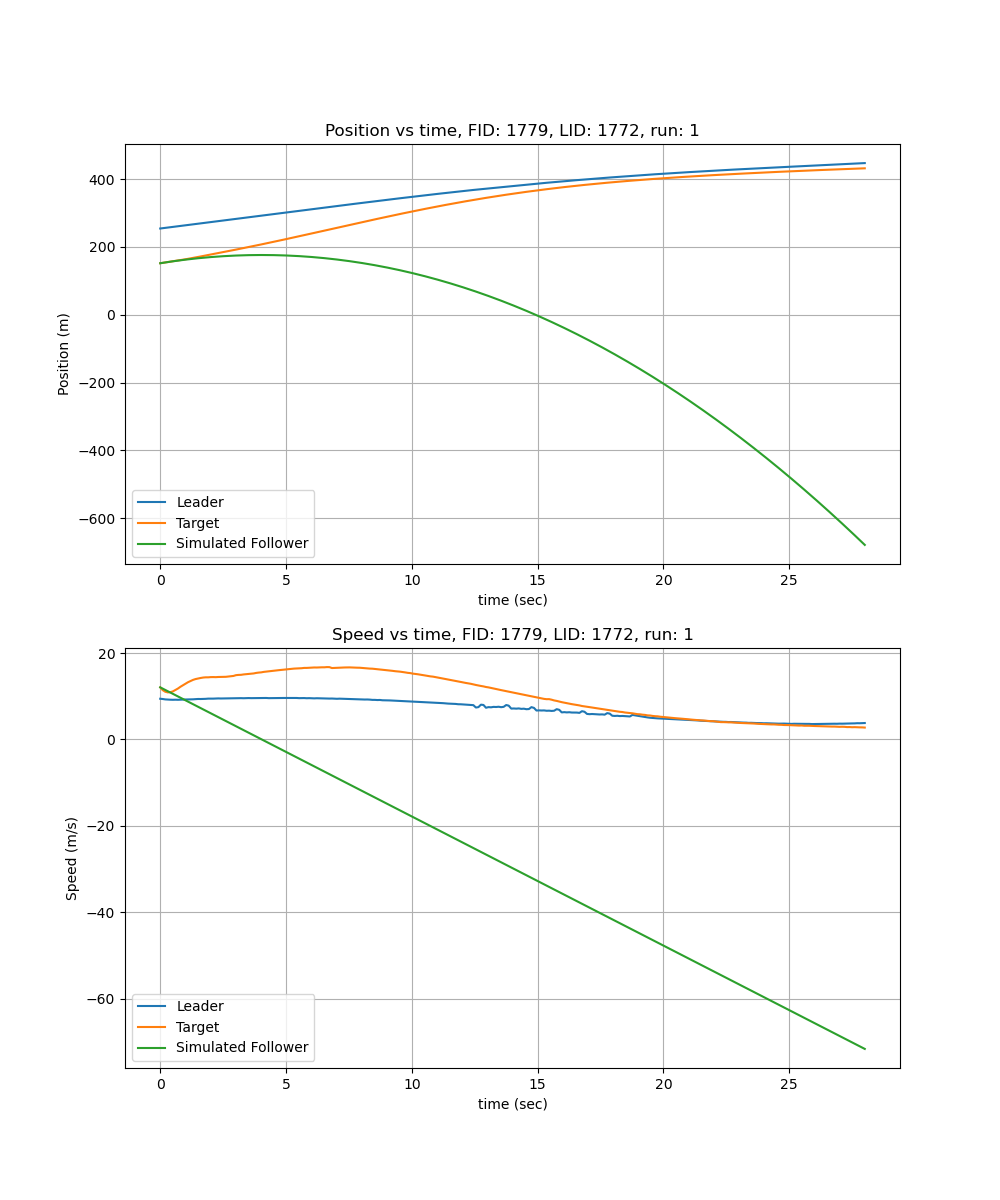 Position vs time, FID: 1779, LID: 1772, run: 1
400
200
0
−200
−400
−600
Position (m)
Leader
Target
Simulated Follower
0 5 10 15 20 25
time (sec)
Speed vs time, FID: 1779, LID: 1772, run: 1
20
0
−20
−40
−60
Speed (m/s)
Leader
Target
Simulated Follower
0 5 10 15 20 25
time (sec)